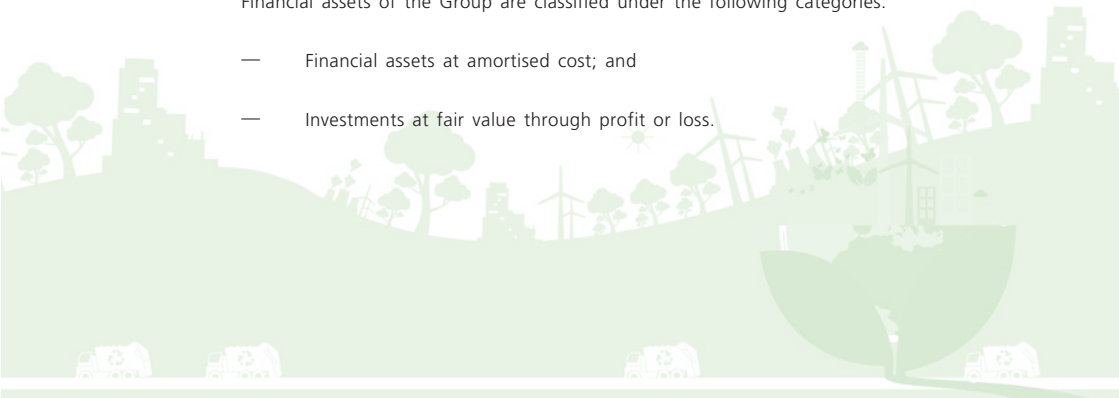 Financial assets of the Group are classified under the following categories:
— Financial assets at amortised cost; and
— Investments at fair value through profit or loss.